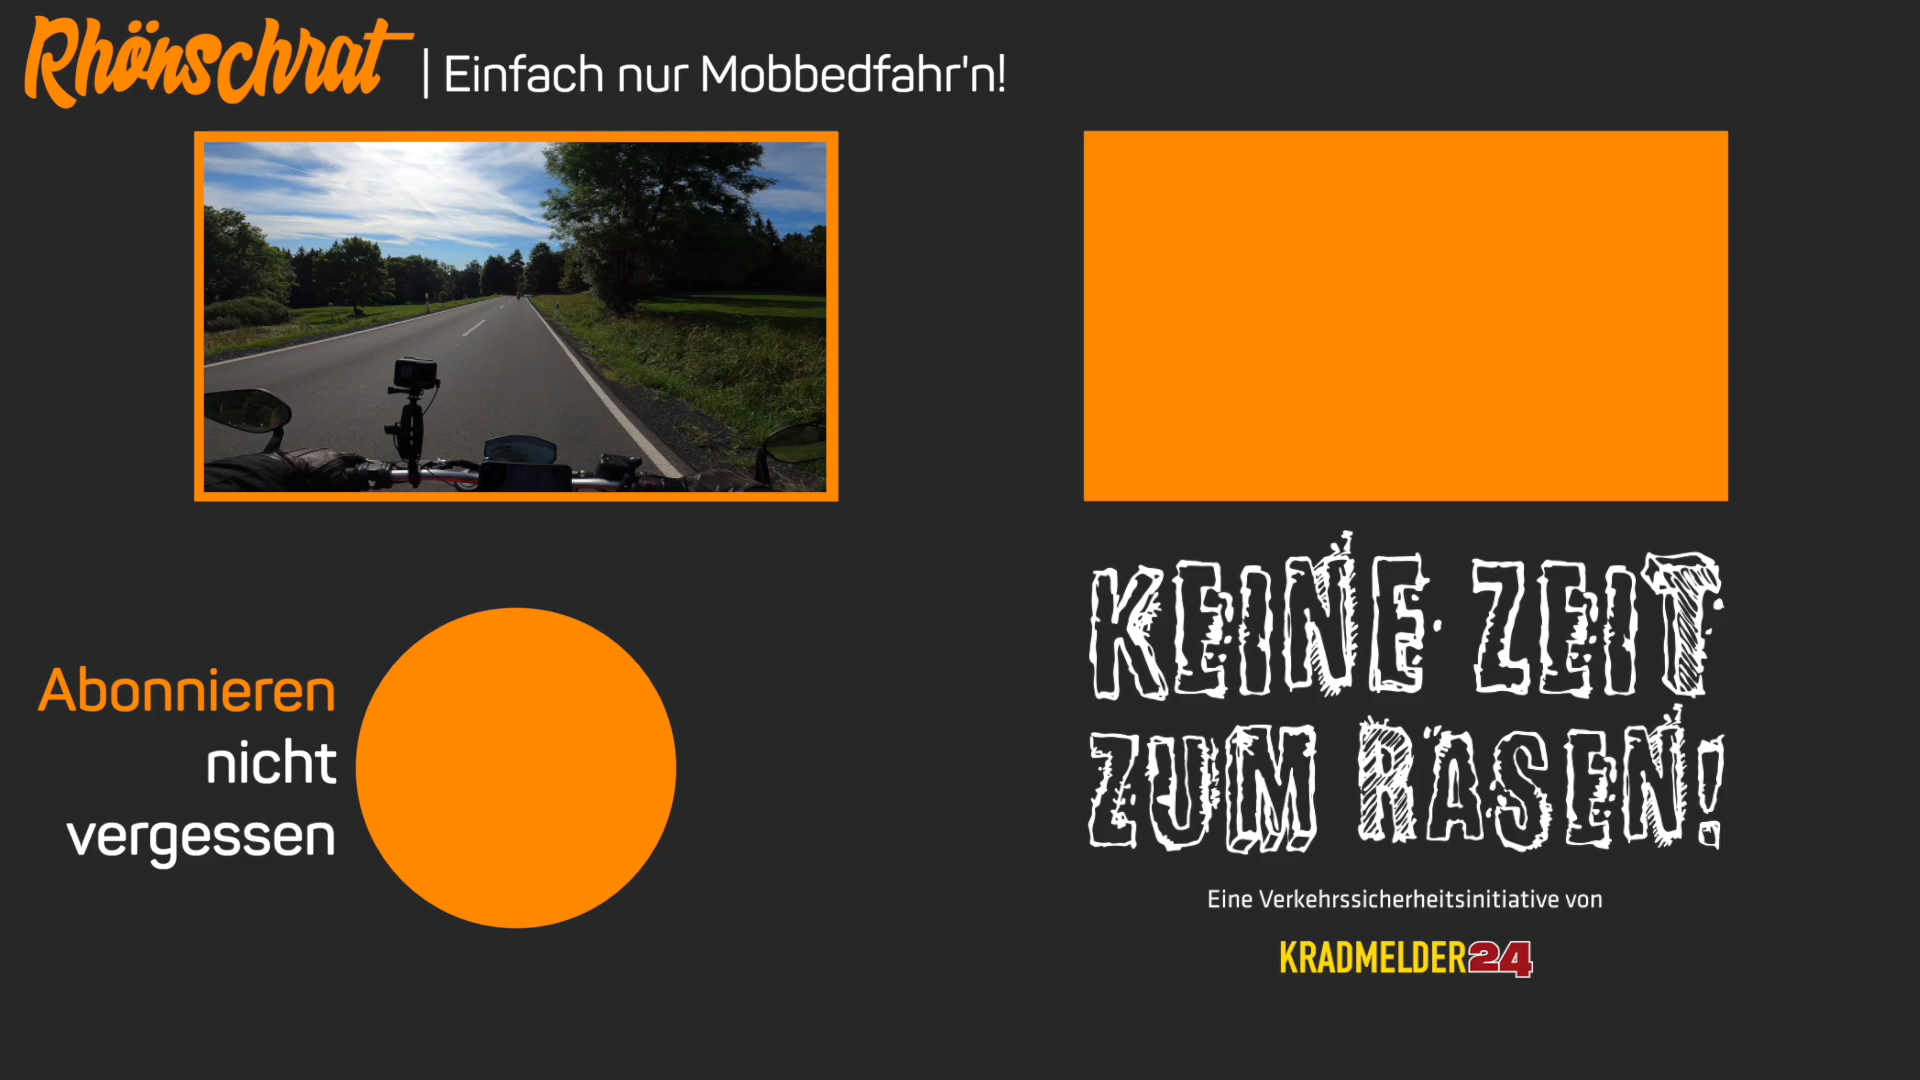 Rhönschrat | Einfach nur Mobbedfahr'n!
Abonnieren
nicht
vergessen
KEINE ZEIT
ZUM RASEN!
Eine Verkehrssicherheitsinitiative von
KRADMELDER24